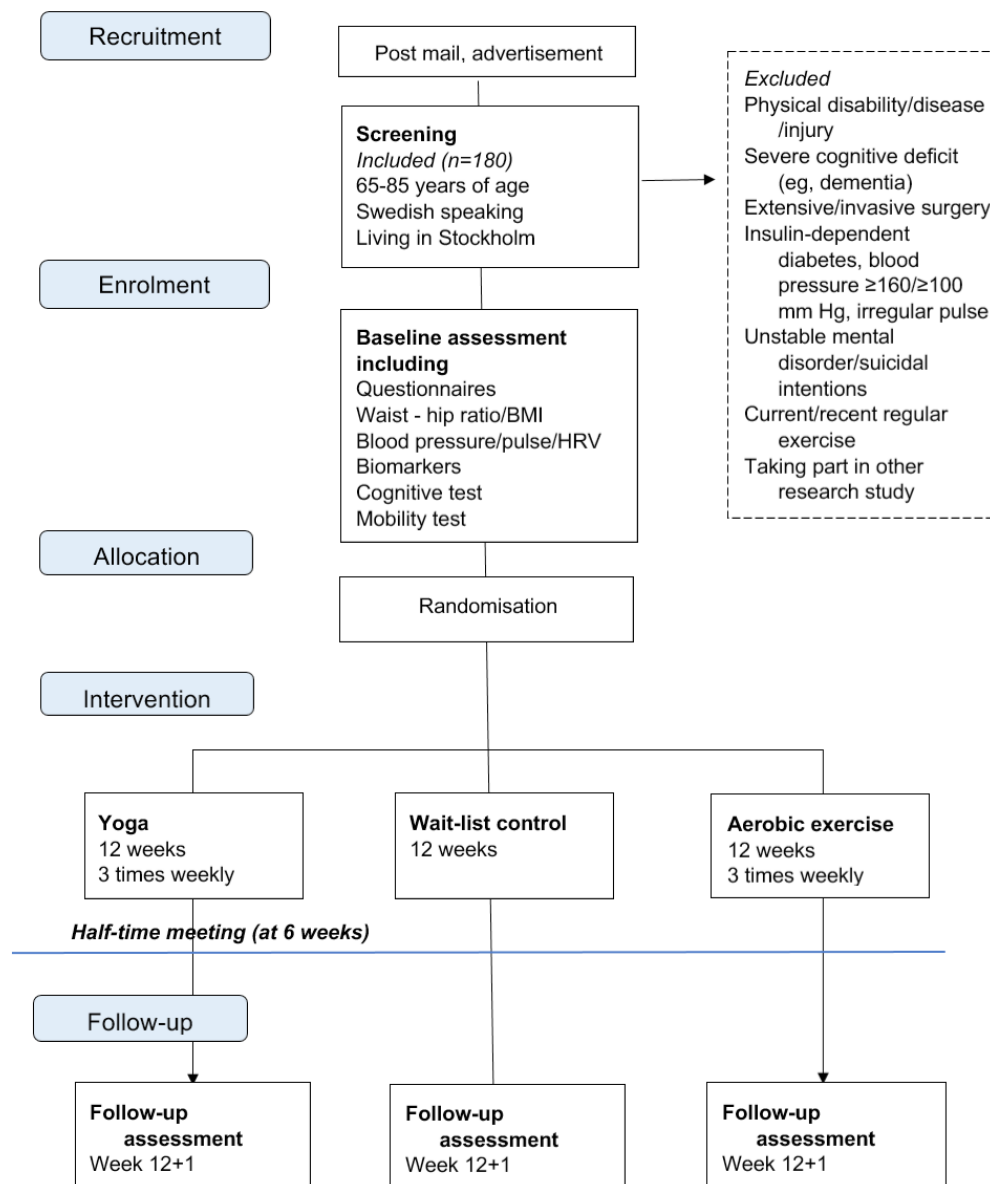 Recruitment
Post mail, advertisement
Screening
Included (n=180)
65-85 years of age
Swedish speaking
Living in Stockholm
Excluded
Physical disability/disease
/injury
Severe cognitive deficit
(eg, dementia)
Extensive/invasive surgery
Insulin-dependent
diabetes, blood
pressure ≥160/≥100
mm Hg, irregular pulse
Unstable mental
disorder/suicidal
intentions
Current/recent regular
exercise
Taking part in other
research study
Enrolment
Baseline assessment
including
Questionnaires
Waist - hip ratio/BMI
Blood pressure/pulse/HRV
Biomarkers
Cognitive test
Mobility test
Allocation
Randomisation
Intervention
Yoga
12 weeks
3 times weekly
Wait-list control
12 weeks
Aerobic exercise
12 weeks
3 times weekly
Half-time meeting (at 6 weeks)
Follow-up
Follow-up
assessment
Week 12+1
Follow-up
assessment
Week 12+1
Follow-up
assessment
Week 12+1